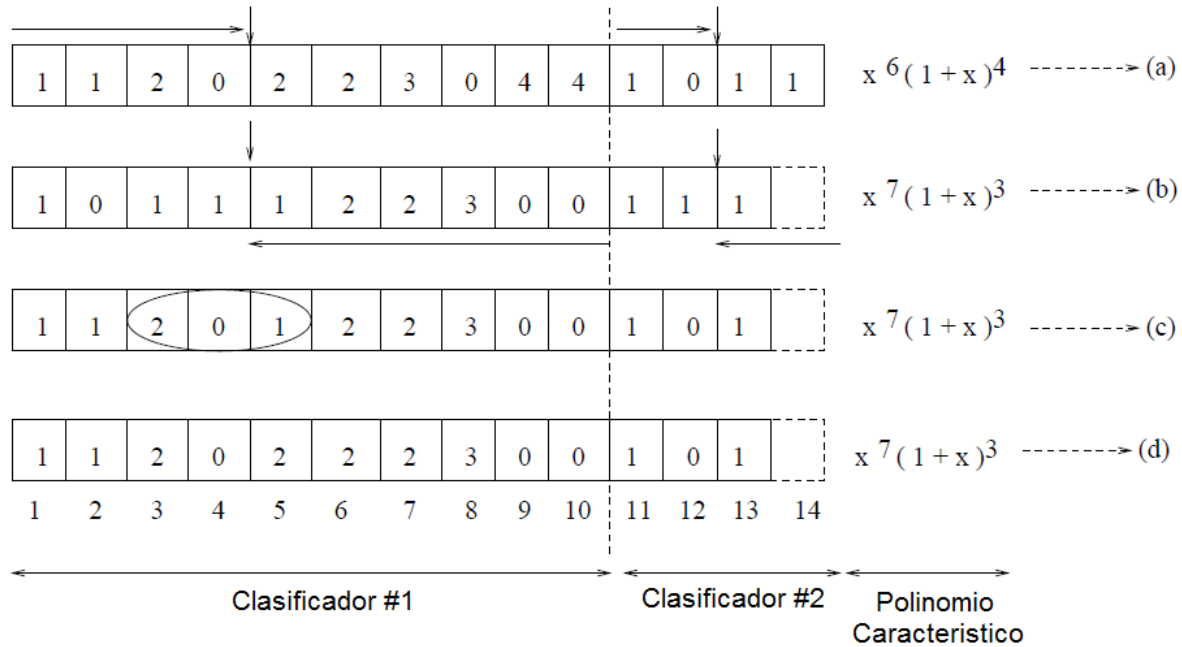 1 1 2 0 2 2 3 0 4 4 1 0 1 1 x^6(1+x)^4 (a)
1 0 1 1 1 2 2 3 0 0 1 1 1 x^7(1+x)^3 (b)
1 1 2 0 1 2 2 3 0 0 1 0 1 x^7(1+x)^3 (c)
1 1 2 0 2 2 2 3 0 0 1 0 1 x^7(1+x)^3 (d)
1 2 3 4 5 6 7 8 9 10 11 12 13 14
Clasificador #1 Clasificador #2 Polinomio
Caracteristico